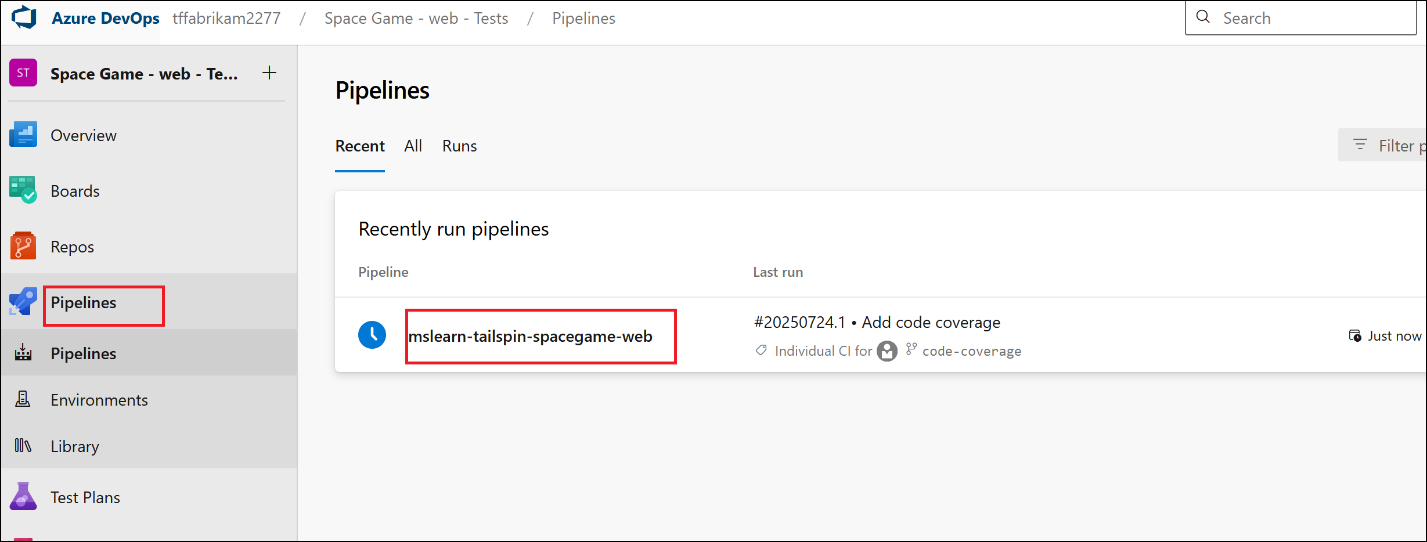 Azure DevOps tffabrikam2277 / Space Game - web - Tests / Pipelines Search
ST Space Game - web - Te... +
Overview
Boards
Repos
Pipelines
Pipelines
Environments
Library
Test Plans
Pipelines
Recent All Runs
Filter p
Recently run pipelines
Pipeline Last run
mslearn-tailspin-spacegame-web
#20250724.1 • Add code coverage
Individual CI for code-coverage
Just now